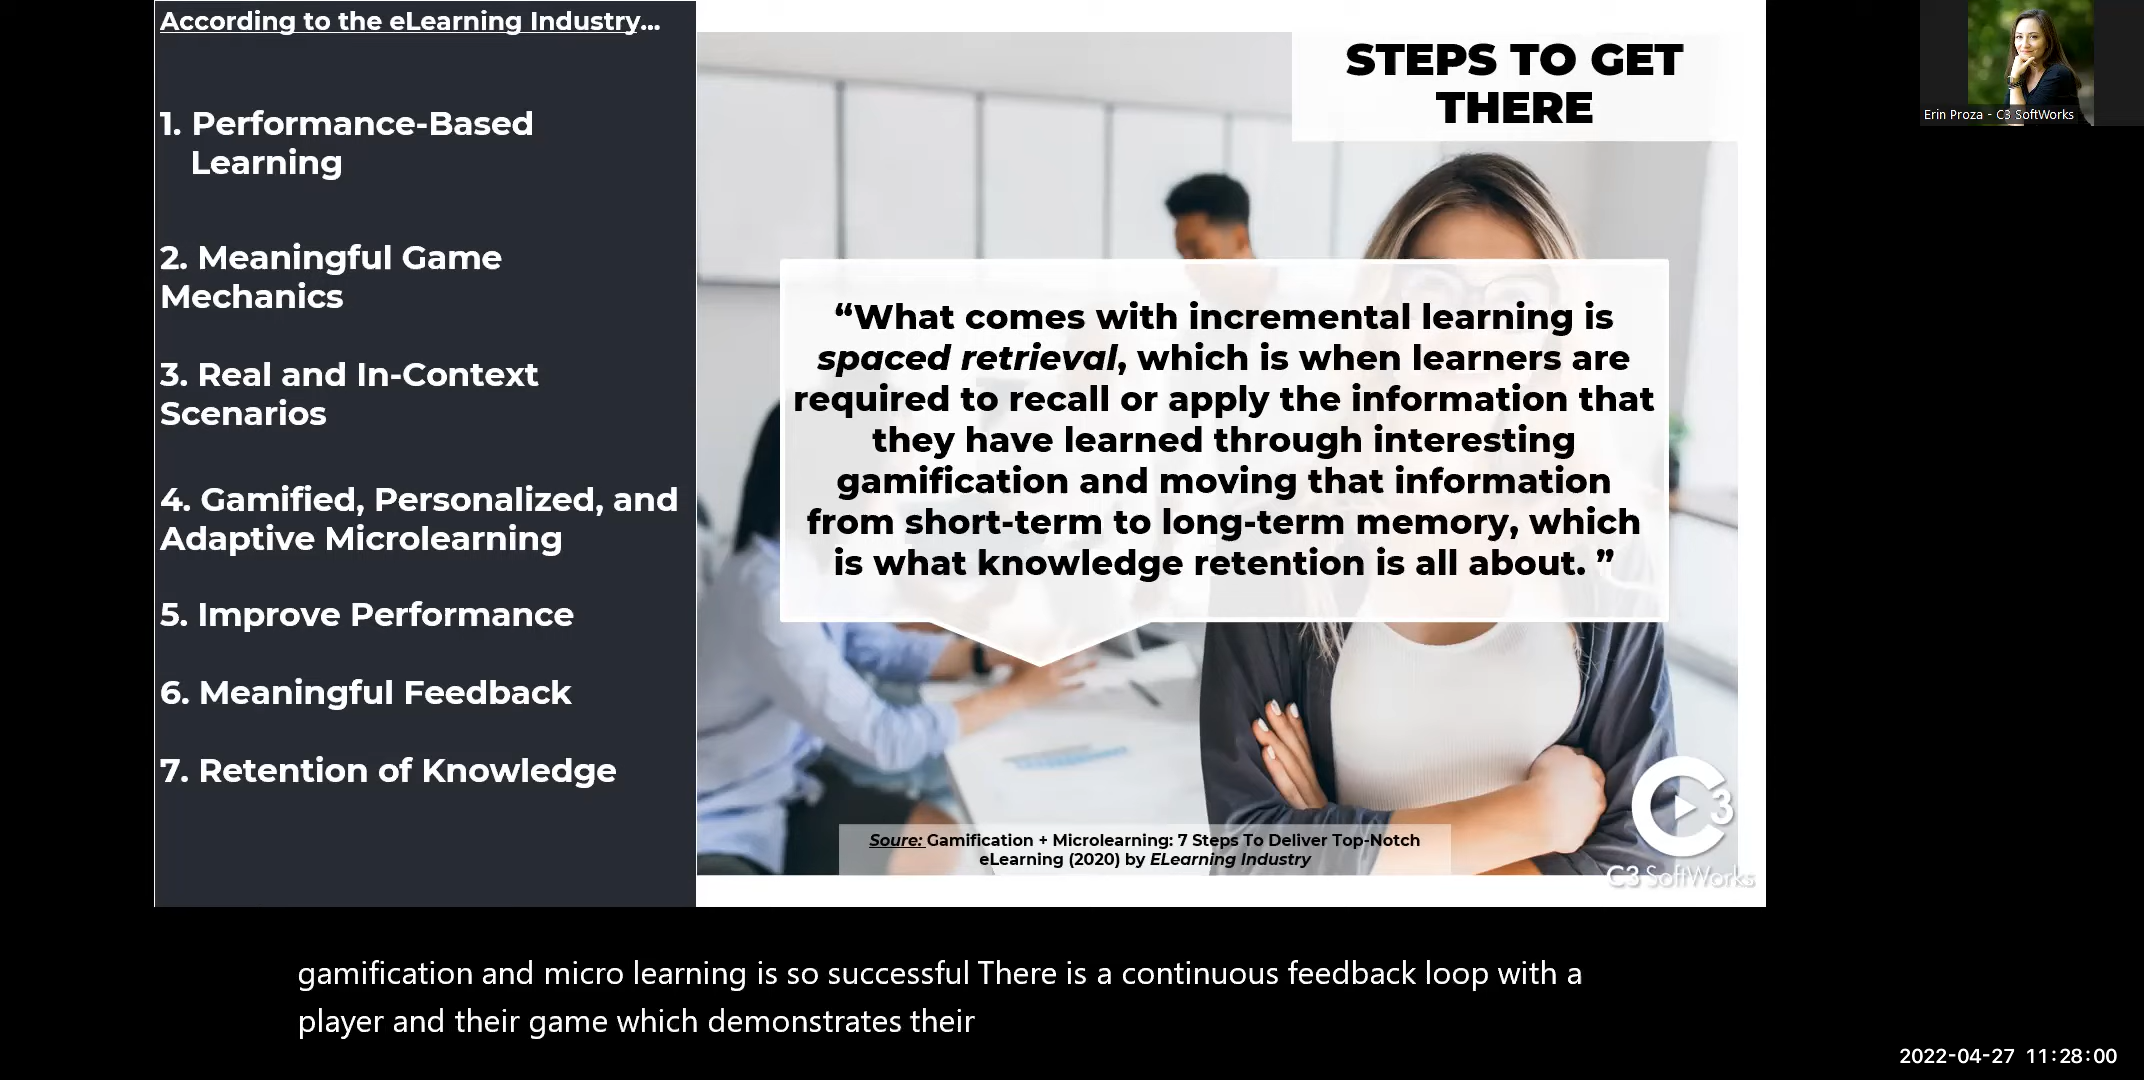 According to the eLearning Industry...
1. Performance-Based
Learning
2. Meaningful Game
Mechanics
3. Real and In-Context
Scenarios
4. Gamified, Personalized, and
Adaptive Microlearning
5. Improve Performance
6. Meaningful Feedback
7. Retention of Knowledge
STEPS TO GET
THERE
“What comes with incremental learning is
spaced retrieval, which is when learners are
required to recall or apply the information that
they have learned through interesting
gamification and moving that information
from short-term to long-term memory, which
is what knowledge retention is all about. ”
Soure: Gamification + Microlearning: 7 Steps To Deliver Top-Notch
eLearning (2020) by ELearning Industry
C3
C3 SoftWorks
Erin Proza - C3 SoftWorks
gamification and micro learning is so successful There is a continuous feedback loop with a
player and their game which demonstrates their
2022-04-27 11:28:00